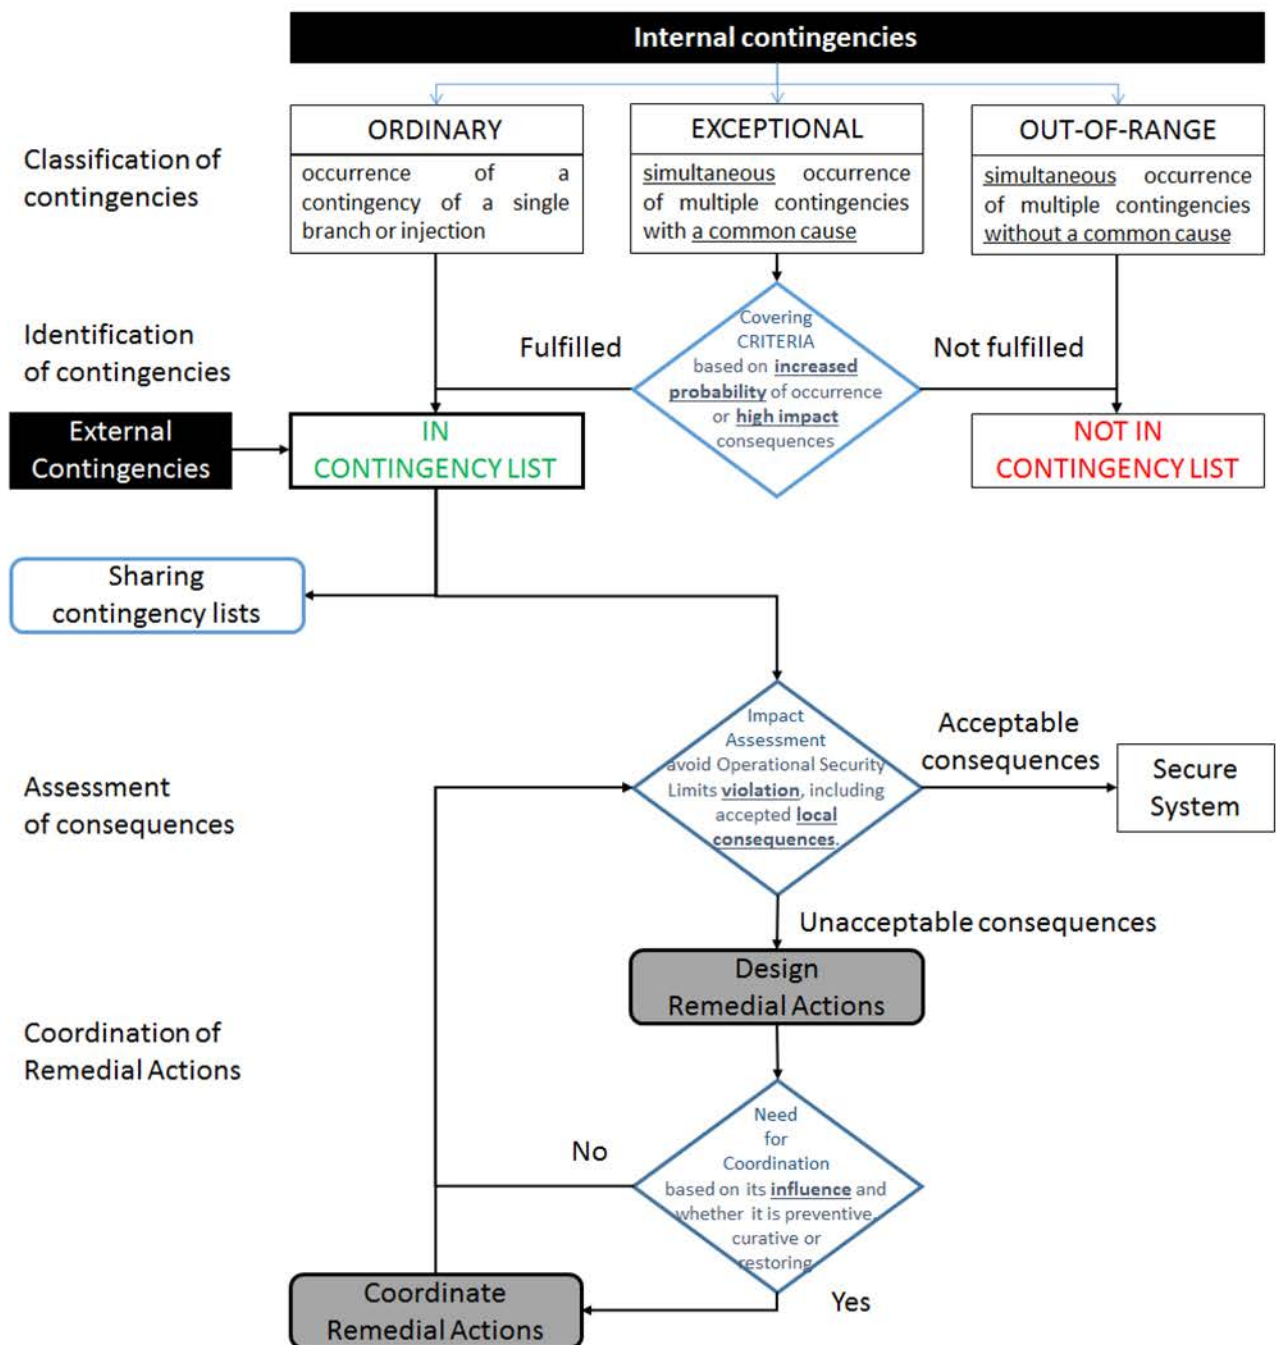 Internal contingencies
Classification of
contingencies
ORDINARY
occurrence of a
contingency of a single
branch or injection
EXCEPTIONAL
simultaneous occurrence
of multiple contingencies
with a common cause
OUT-OF-RANGE
simultaneous occurrence
of multiple contingencies
without a common cause
Identification
of contingencies
Fulfilled
Covering
CRITERIA
based on increased
probability of occurrence
or high impact
consequences
Not fulfilled
External
Contingencies
IN
CONTINGENCY LIST
NOT IN
CONTINGENCY LIST
Sharing
contingency lists
Assessment
of consequences
Impact
Assessment
avoid Operational Security
Limits violation, including
accepted local
consequences.
Acceptable
consequences
Secure
System
Unacceptable consequences
Design
Remedial Actions
Coordination of
Remedial Actions
No
Need
for
Coordination
based on its influence and
whether it is preventive,
curative or
restoring
Yes
Coordinate
Remedial Actions